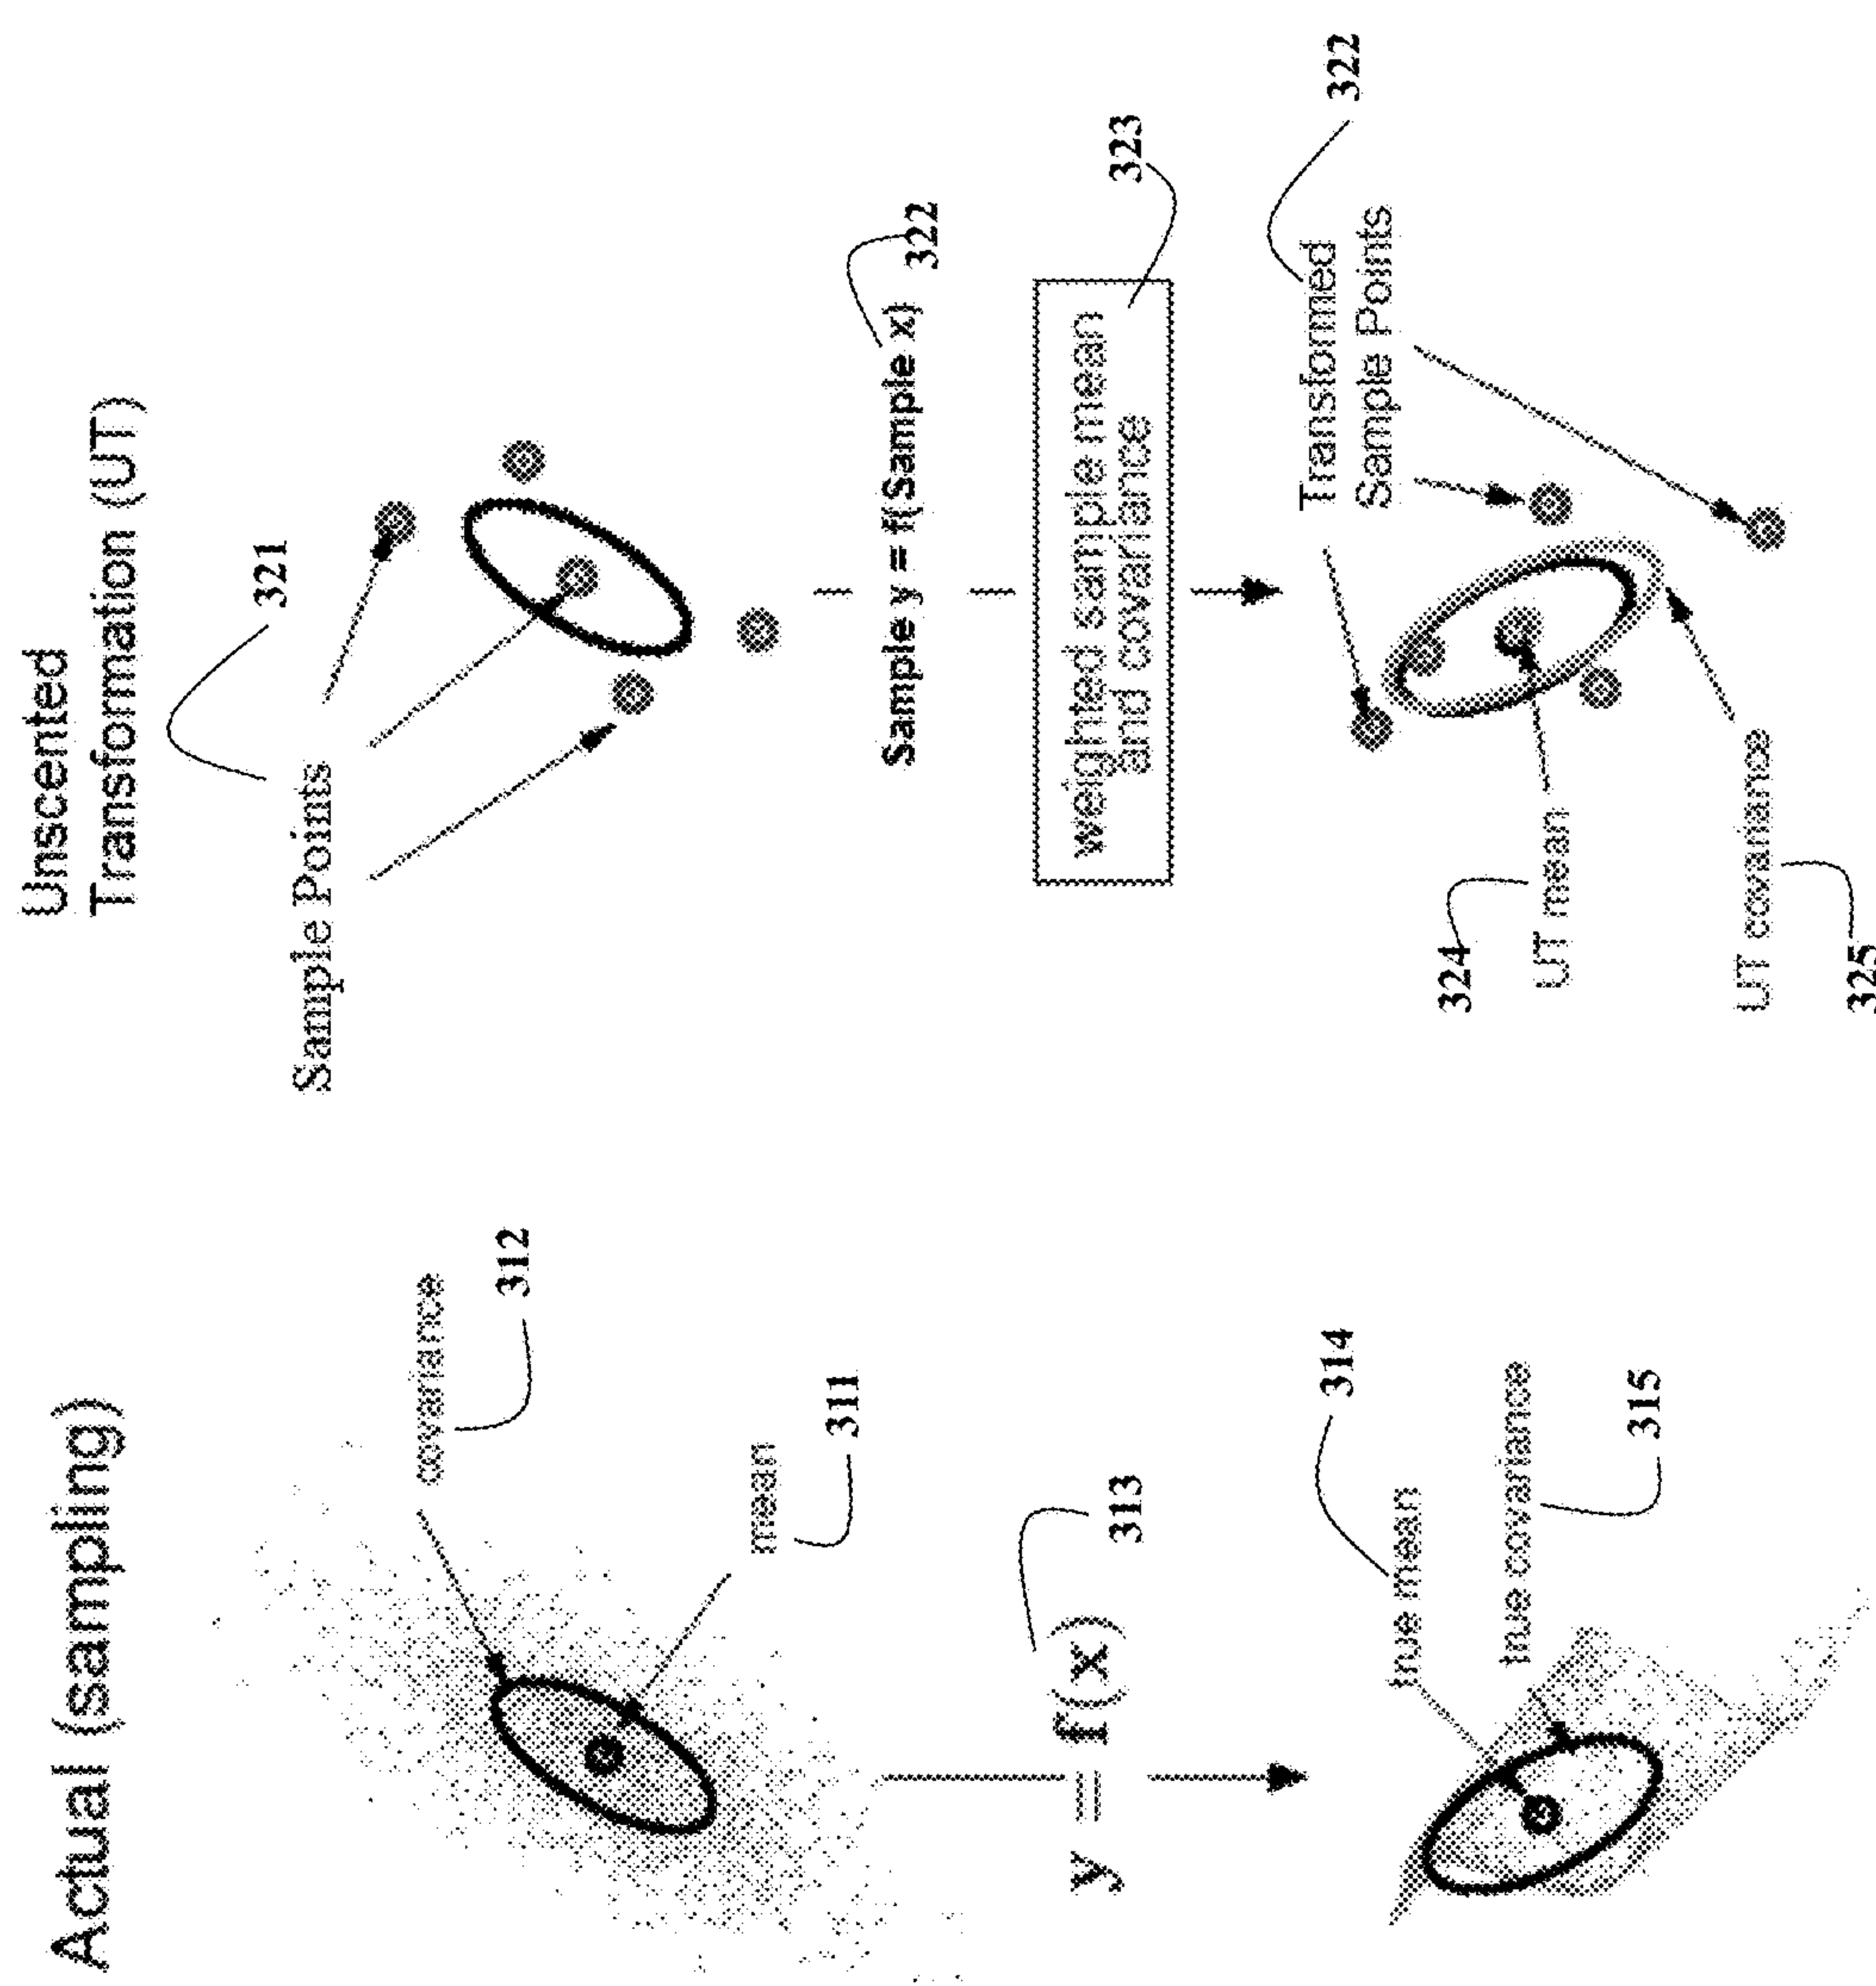 Actual (sampling)
covariance
312
mean
311
y = f(x)
313
true mean
314
true covariance
315
Unscented
Transformation (UT)
321
Sample Points
Sample y = f(Sample x)
322
weighted sample mean
and covariance
323
Transformed
Sample Points
322
324
UT mean
UT covariance
325